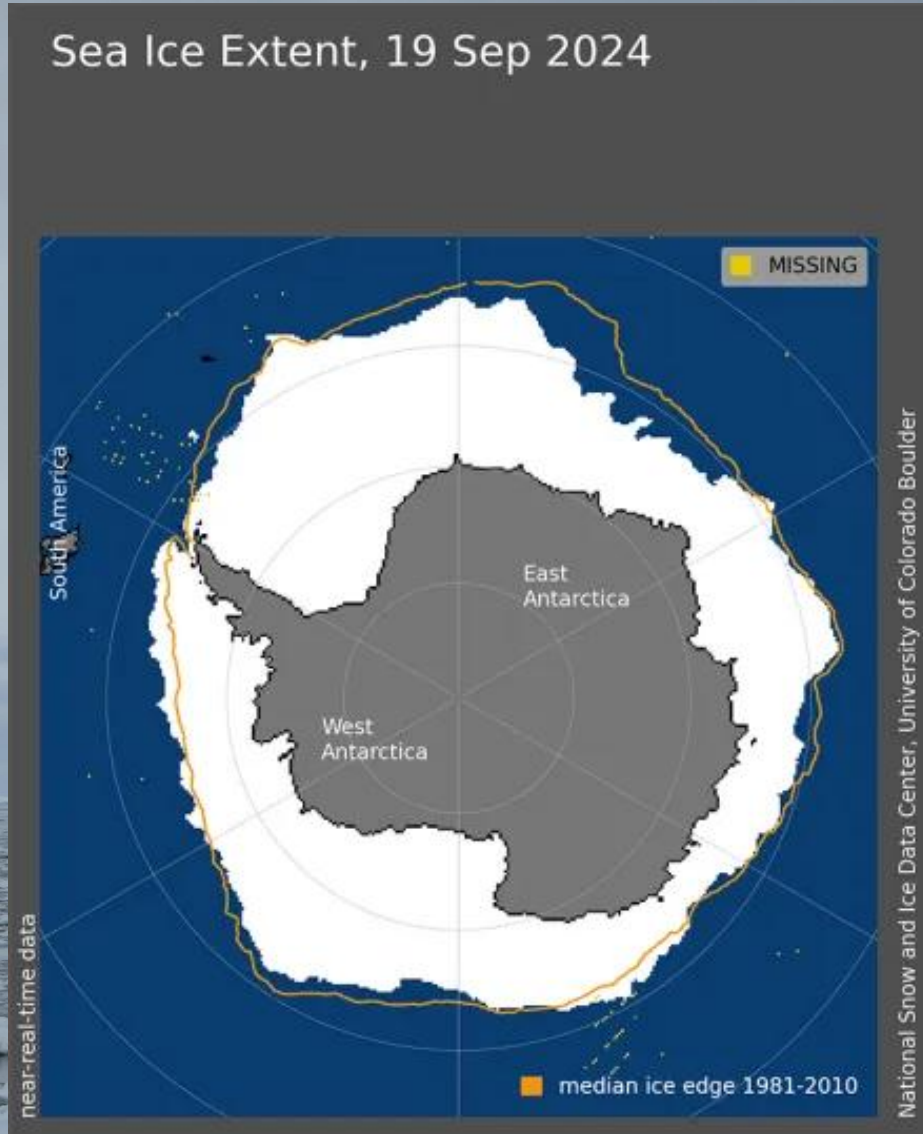 Sea Ice Extent, 19 Sep 2024
MISSING
South America
East
Antarctica
West
Antarctica
near-real-time data
median ice edge 1981-2010
National Snow and Ice Data Center, University of Colorado Boulder